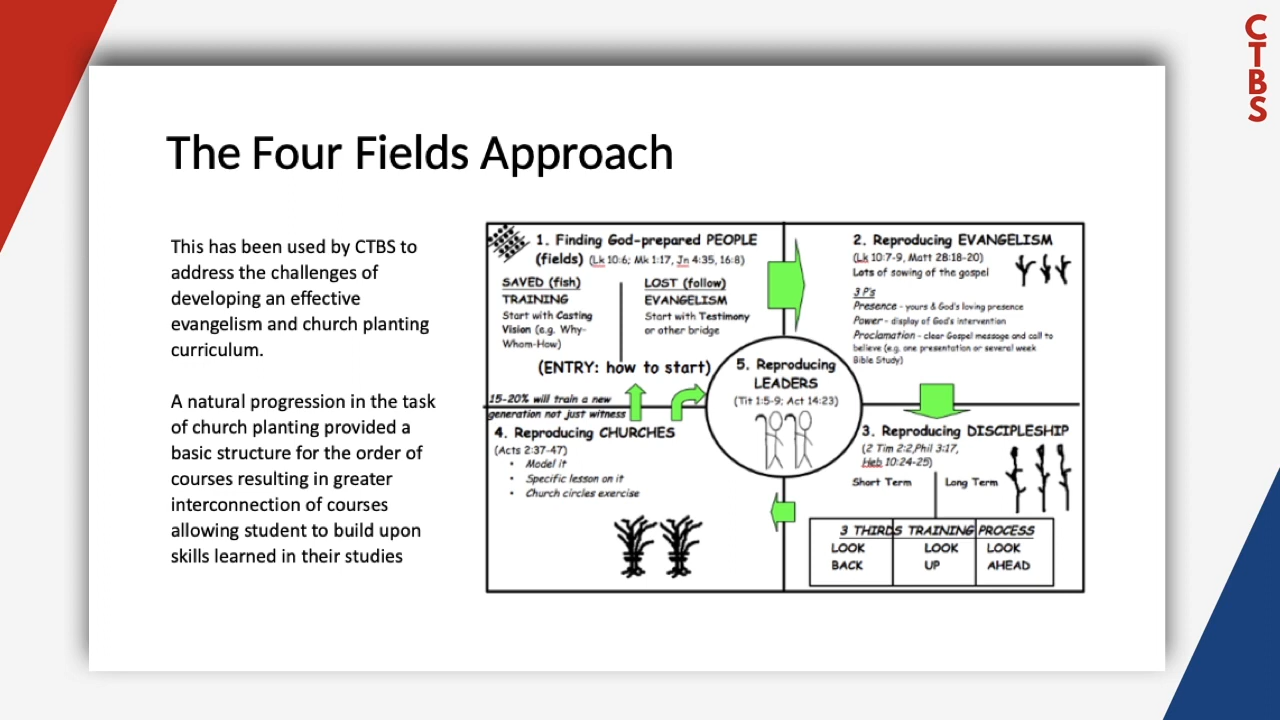 C
T
B
S
The Four Fields Approach
This has been used by CTBS to
address the challenges of
developing an effective
evangelism and church planting
curriculum.
A natural progression in the task
of church planting provided a
basic structure for the order of
courses resulting in greater
interconnection of courses
allowing student to build upon
skills learned in their studies
1. Finding God-prepared PEOPLE
(fields) (Lk 10:6; Mk 1:17, Jn 4:35, 16:8)
SAVED (fish)
TRAINING
Start with Casting
Vision (e.g. Why-
Whom-How)
LOST (follow)
EVANGELISM
Start with Testimony
or other bridge
(ENTRY: how to start)
2. Reproducing EVANGELISM
(Lk 10:7-9, Matt 28:18-20)
Lots of sowing of the gospel
3 P's
Presence - yours & God's loving presence
Power - display of God's intervention
Proclamation - clear Gospel message and call to
believe (e.g. one presentation or several week
Bible Study)
5. Reproducing
LEADERS
(Tit 1:5-9; Act 14:23)
15-20% will train a new
generation not just witness
4. Reproducing CHURCHES
(Acts 2:37-47)
• Model it
• Specific lesson on it
• Church circles exercise
3. Reproducing DISCIPLESHIP
(2 Tim 2:2,Phil 3:17,
Heb 10:24-25)
Short Term
Long Term
3 THIRDS TRAINING PROCESS
LOOK
BACK
LOOK
UP
LOOK
AHEAD